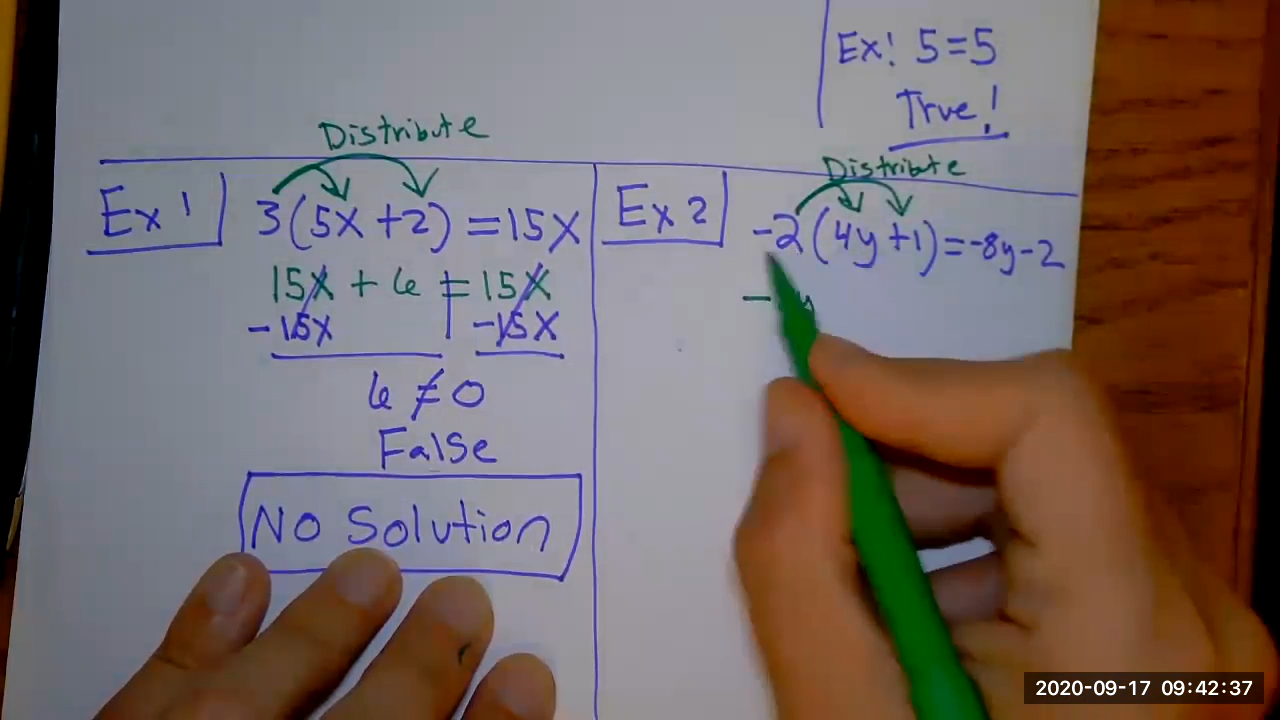 Ex! 5=5
True!
Distribute
Ex 1
3(5x+2)=15x
15x + 6 = 15x
-15x -15x
6 ≠ 0
False
No Solution
Distribute
Ex 2
-2(4y+1)=-8y-2
2020-09-17 09:42:37